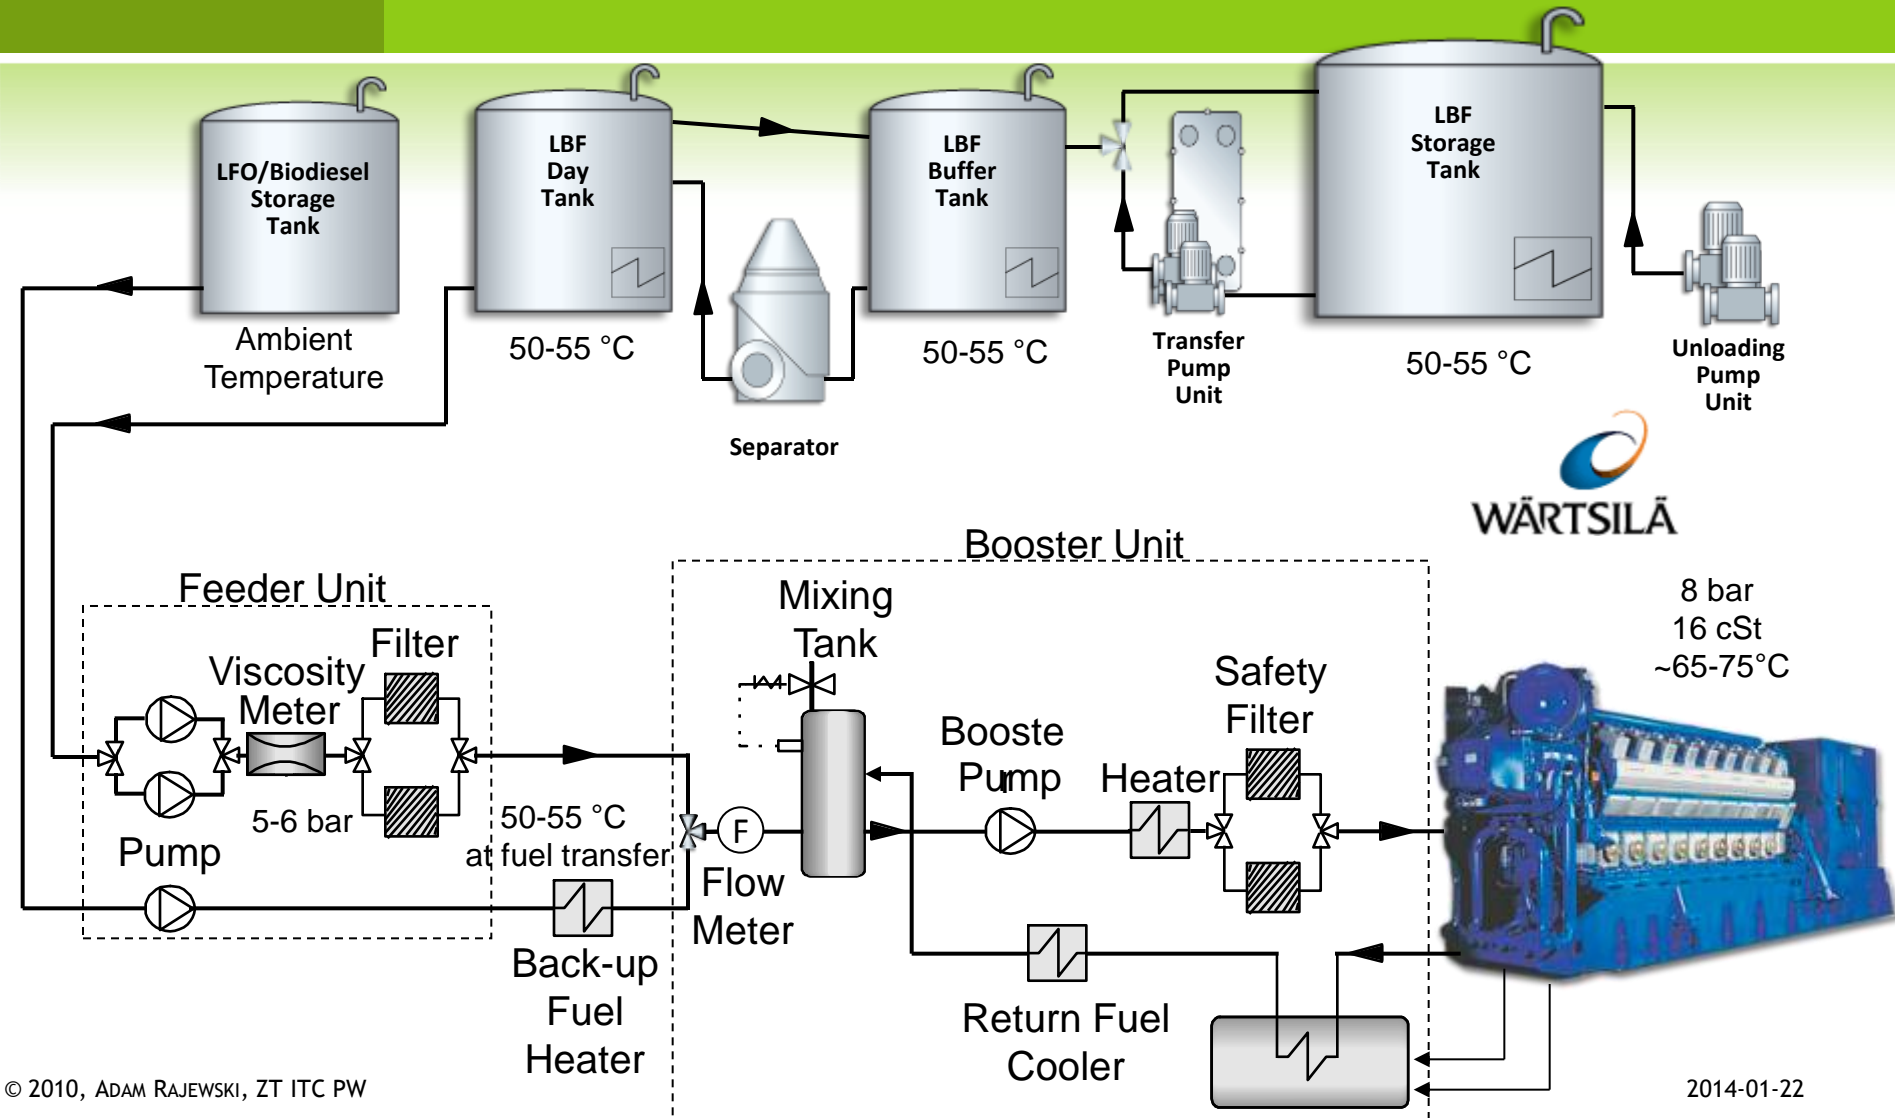 LFO/Biodiesel
Storage
Tank
Ambient
Temperature
LBF
Day
Tank
50-55 °C
Separator
LBF
Buffer
Tank
50-55 °C
Transfer
Pump
Unit
LBF
Storage
Tank
50-55 °C
Unloading
Pump
Unit
WÄRTSILÄ
Feeder Unit
Viscosity
Meter
Filter
5-6 bar
Pump
50-55 °C
at fuel transfer
Back-up
Fuel
Heater
Booster Unit
F
Flow
Meter
Mixing
Tank
Booste
r
Pump
Heater
Safety
Filter
Return Fuel
Cooler
8 bar
16 cSt
~65-75°C
© 2010, ADAM RAJEWSKI, ZT ITC PW
2014-01-22